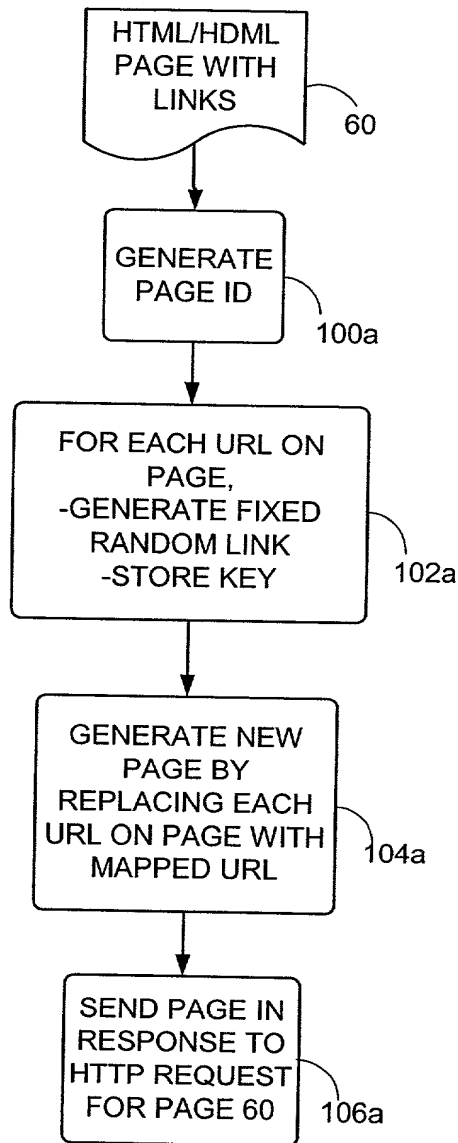 HTML/HDML
PAGE WITH
LINKS
60
GENERATE
PAGE ID
100a
FOR EACH URL ON
PAGE,
-GENERATE FIXED
RANDOM LINK
-STORE KEY
102a
GENERATE NEW
PAGE BY
REPLACING EACH
URL ON PAGE WITH
MAPPED URL
104a
SEND PAGE IN
RESPONSE TO
HTTP REQUEST
FOR PAGE 60
106a